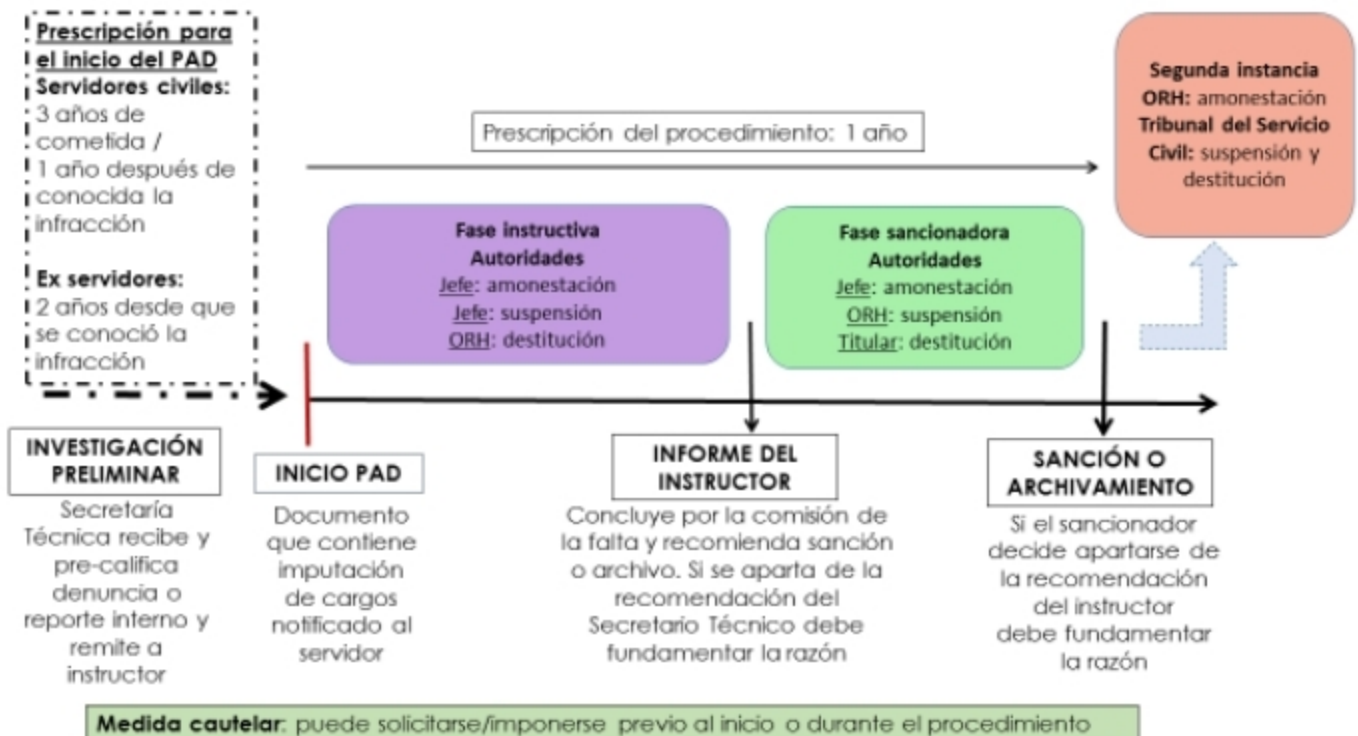 Prescripción para
el inicio del PAD
Servidores civiles:
3 años de
cometida /
1 año después de
conocida la
infracción
Ex servidores:
2 años desde que
se conoció la
infracción
Prescripción del procedimiento: 1 año
Segunda instancia
ORH: amonestación
Tribunal del Servicio
Civil: suspensión y
destitución
Fase instructiva
Autoridades
Jefe: amonestación
Jefe: suspensión
ORH: destitución
Fase sancionadora
Autoridades
Jefe: amonestación
ORH: suspensión
Titular: destitución
INVESTIGACIÓN
PRELIMINAR
Secretaría
Técnica recibe y
pre-califica
denuncia o
reporte interno y
remite a
instructor
INICIO PAD
Documento
que contiene
imputación
de cargos
notificado al
servidor
INFORME DEL
INSTRUCTOR
Concluye por la comisión de
la falta y recomienda sanción
o archivo. Si se aparta de la
recomendación del
Secretario Técnico debe
fundamentar la razón
SANCIÓN O
ARCHIVAMIENTO
Si el sancionador
decide apartarse de
la recomendación
del instructor
debe fundamentar
la razón
Medida cautelar: puede solicitarse/imponerse previo al inicio o durante el procedimiento